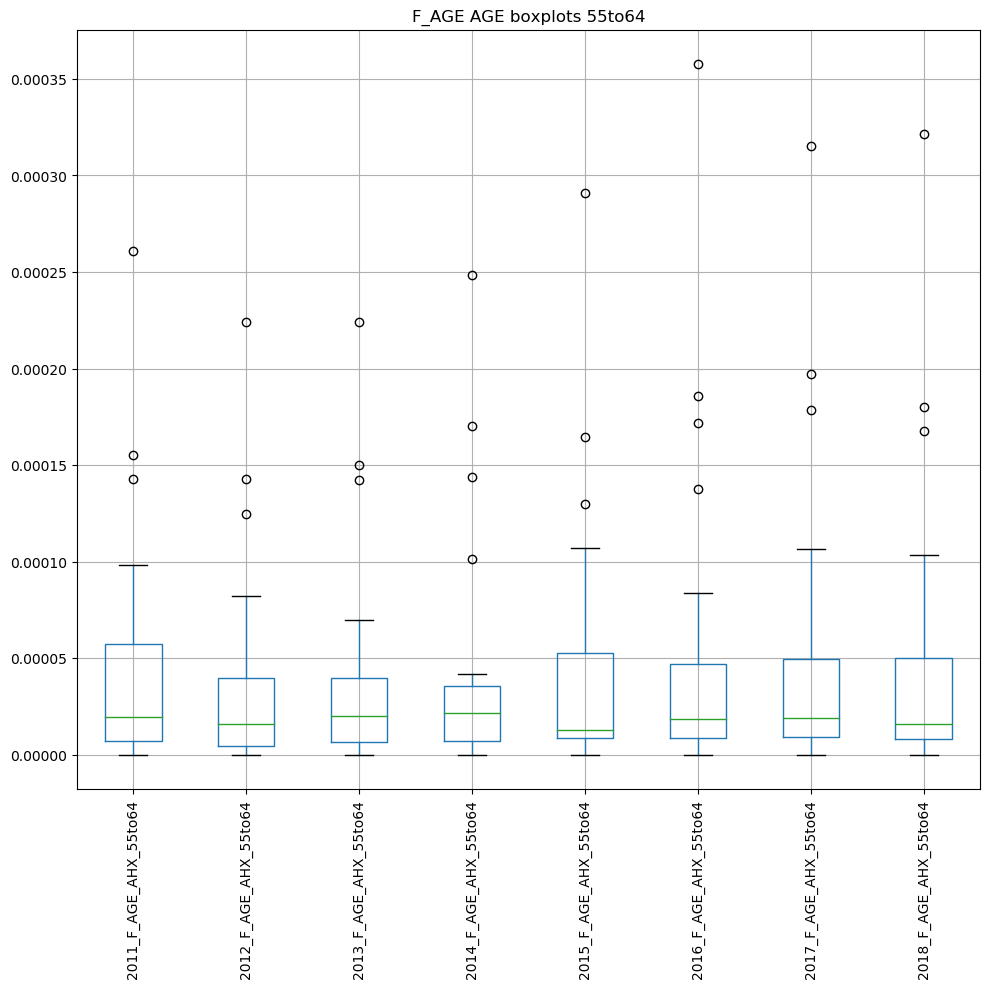 F_AGE AGE boxplots 55to64
0.00035
0.00030
0.00025
0.00020
0.00015
0.00010
0.00005
0.00000
2011_F_AGE_AHX_55to64
2012_F_AGE_AHX_55to64
2013_F_AGE_AHX_55to64
2014_F_AGE_AHX_55to64
2015_F_AGE_AHX_55to64
2016_F_AGE_AHX_55to64
2017_F_AGE_AHX_55to64
2018_F_AGE_AHX_55to64